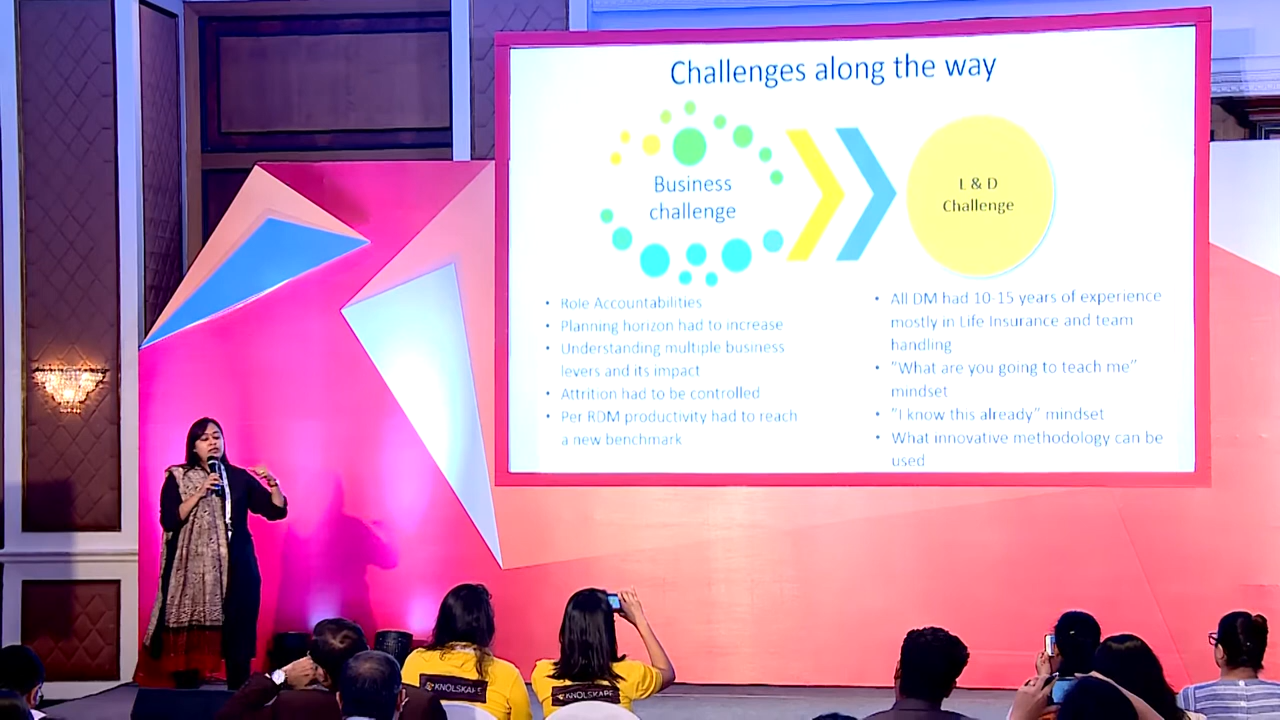 Challenges along the way
Business
challenge
L & D
Challenge
• Role Accountabilities
• Planning horizon had to increase
• Understanding multiple business
levers and its impact
• Attrition had to be controlled
• Per RDM productivity had to reach
a new benchmark
• All DM had 10-15 years of experience
mostly in Life Insurance and team
handling
• "What are you going to teach me"
mindset
• "I know this already" mindset
• What innovative methodology can be
used
KNOLSKAPE
KNOLSKAPE